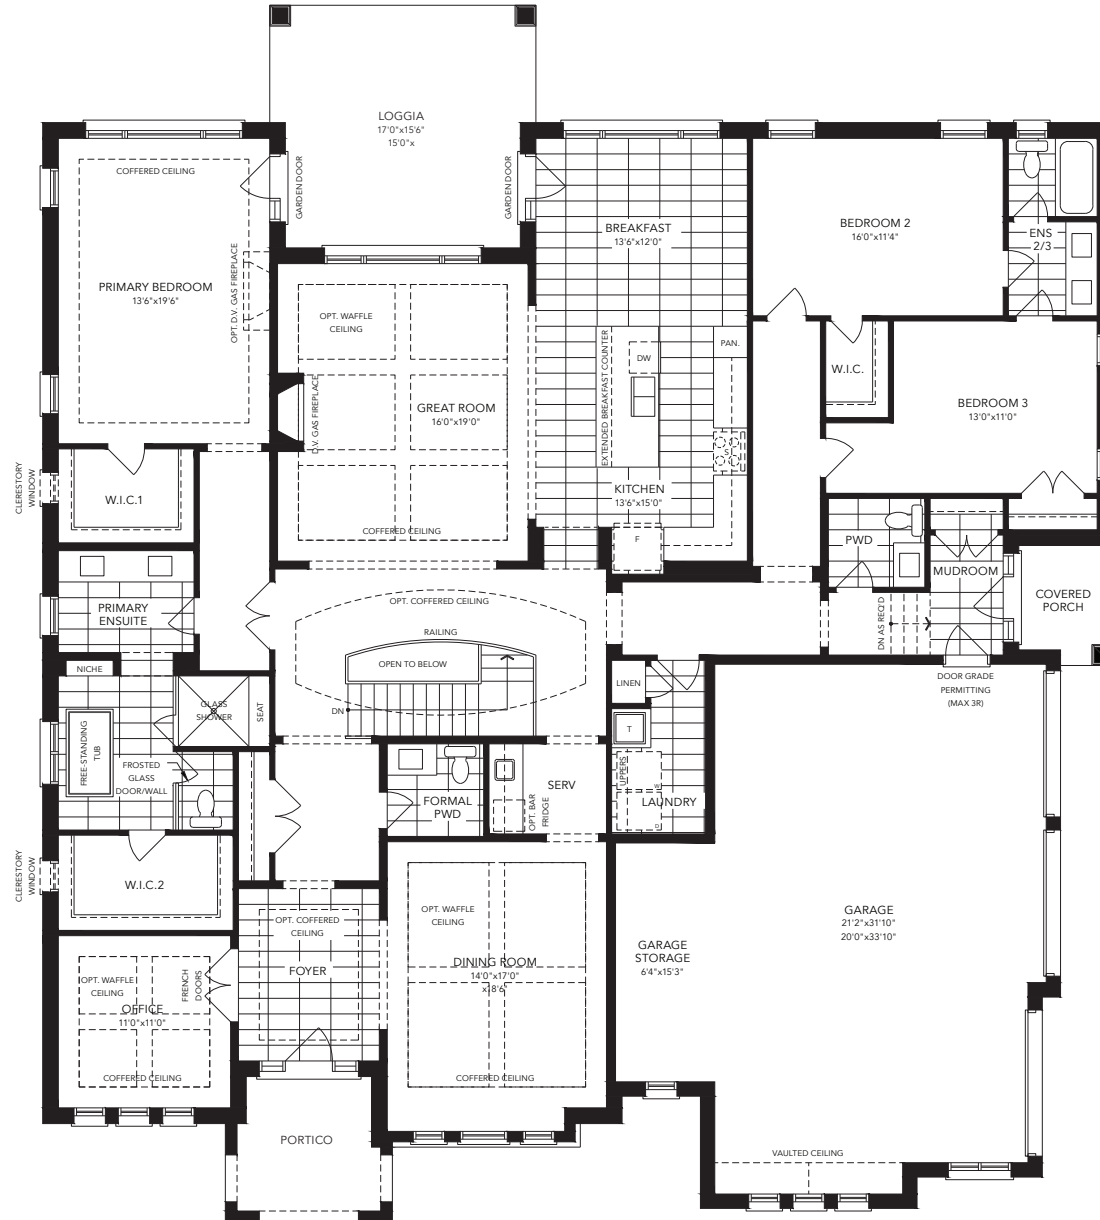 LOGGIA
17'0"x15'6"
15'0"x
COFFERED CEILING
GARDEN DOOR
GARDEN DOOR
BREAKFAST
13'6"x12'0"
BEDROOM 2
16'0"x11'4"
ENS
2/3
PRIMARY BEDROOM
13'6"x19'6"
OPT. D.V. GAS FIREPLACE
OPT. WAFFLE
CEILING
EXTENDED BREAKFAST COUNTER
DW
PAN.
W.I.C.
BEDROOM 3
13'0"x11'0"
D.V. GAS FIREPLACE
GREAT ROOM
16'0"x19'0"
S
CLERESTORY
WINDOW
W.I.C.1
KITCHEN
13'6"x15'0"
COFFERED CEILING
F
PWD
MUDROOM
PRIMARY
ENSUITE
OPT. COFFERED CEILING
RAILING
OPEN TO BELOW
DN AS REQ'D
COVERED
PORCH
NICHE
LINEN
DOOR GRADE
PERMITTING
(MAX 3R)
GLASS
SHOWER
SEAT
DN
T
FREE-STANDING
TUB
FROSTED
GLASS
DOOR/WALL
UPPERS
W
D
LAUNDRY
FORMAL
PWD
OPT. BAR
FRIDGE
SERV
CLERESTORY
WINDOW
W.I.C.2
OPT. COFFERED
CEILING
OPT. WAFFLE
CEILING
GARAGE
21'2"x31'10"
20'0"x33'10"
GARAGE
STORAGE
6'4"x15'3"
OPT. WAFFLE
CEILING
FRENCH
DOORS
FOYER
DINING ROOM
14'0"x17'0"
x18'6"
OFFICE
11'0"x11'0"
COFFERED CEILING
COFFERED CEILING
PORTICO
VAULTED CEILING